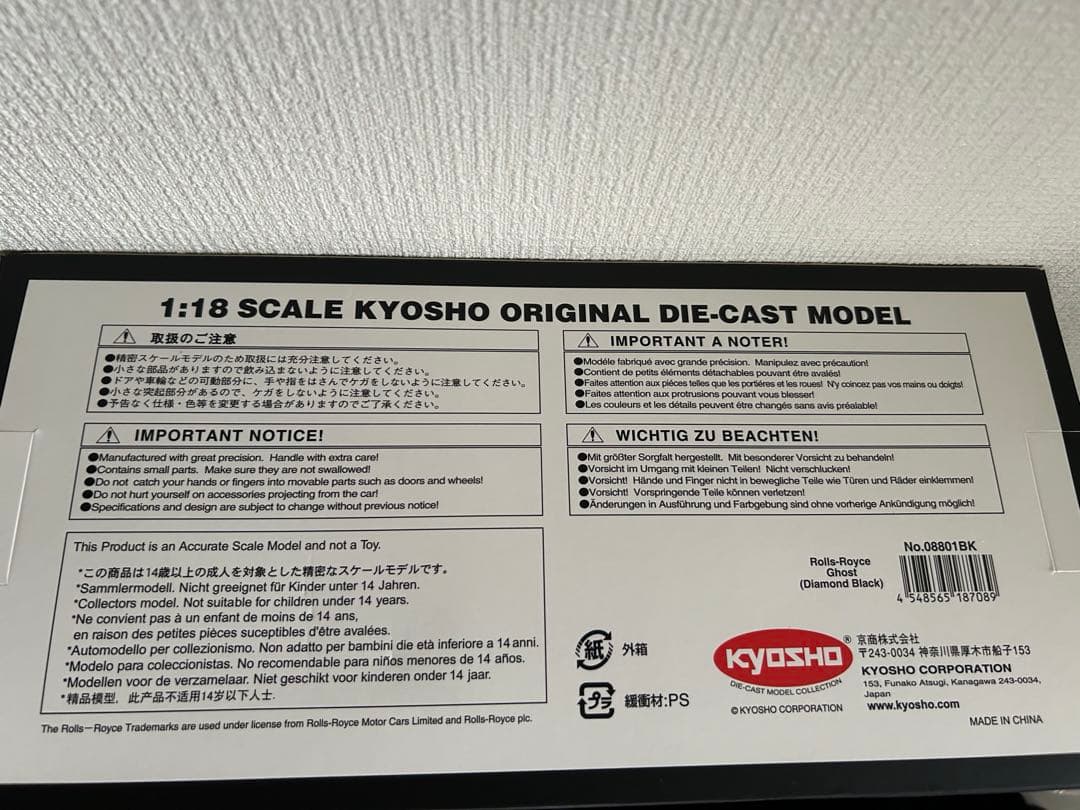 1:18 SCALE KYOSHO ORIGINAL DIE-CAST MODEL
取扱のご注意
●精密スケールモデルのため取扱には充分注意してください。
●小さな部品がありますので飲み込まないように注意してください。
●ドアや車輪などの可動部分に、手や指をはさんでケガをしないように注意してください。
●小さな突起部分があるので、ケガをしないように注意してください。
●予告なく仕様・色等を変更する場合がありますのでご了承ください。
IMPORTANT A NOTER!
●Modéle fabriqué avec grande précision. Manipulez avec précaution!
●Contient de petits éléments détachables pouvant étre avalés!
●Faites attention aux piéces telles que les portiéres et les roues! N'y coincez pas vos mains ou doigts!
●Faites attention aux protrusions pouvant vous blesser!
●Les couleurs et les détails peuvent étre changés sans avis préalable!
IMPORTANT NOTICE!
●Manufactured with great precision. Handle with extra care!
●Contains small parts. Make sure they are not swallowed!
●Do not catch your hands or fingers into movable parts such as doors and wheels!
●Do not hurt yourself on accessories projecting from the car!
●Specifications and design are subject to change without previous notice!
WICHTIG ZU BEACHTEN!
●Mit größter Sorgfalt hergestellt. Mit besonderer Vorsicht zu behandeln!
●Vorsicht im Umgang mit kleinen Teilen! Nicht verschlucken!
●Vorsicht! Hände und Finger nicht in bewegliche Teile wie Türen und Räder einklemmen!
●Vorsicht! Vorspringende Teile können verletzen!
●Änderungen in Ausführung und Farbgebung sind ohne vorherige Ankündigung möglich!
This Product is an Accurate Scale Model and not a Toy.
*この商品は14歳以上の成人を対象とした精密なスケールモデルです。
*Sammlermodell. Nicht geeignet für Kinder unter 14 Jahren.
*Collectors model. Not suitable for children under 14 years.
*Ne convient pas à un enfant de moins de 14 ans,
en raison des petites pièces suceptibles d'être avalées.
*Automodello per collezionismo. Non adatto per bambini die età inferiore a 14 anni.
*Modelo para coleccionistas. No recomendable para niños menores de 14 años.
*Modellen voor de verzamelaar. Niet geschikt voor kinderen onder 14 jaar.
*精品模型，此产品不适用14岁以下人士.
The Rolls-Royce Trademarks are used under license from Rolls-Royce Motor Cars Limited and Rolls-Royce plc.
Rolls-Royce
Ghost
(Diamond Black)
No.08801BK
4 548565 187089
紙 外箱
プラ 緩衝材:PS
KYOSHO®
DIE-CAST MODEL COLLECTION
© KYOSHO CORPORATION
京商株式会社
〒243-0034 神奈川県厚木市船子153
KYOSHO CORPORATION
153, Funako Atsugi, Kanagawa 243-0034,
Japan
www.kyosho.com
MADE IN CHINA